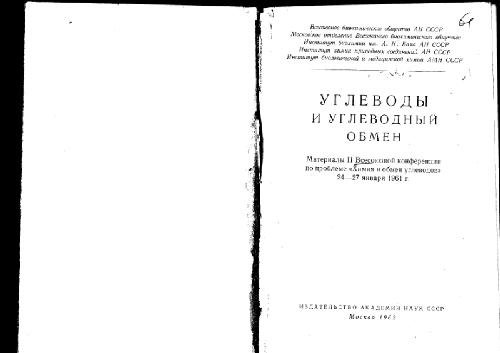 Всесоюзное биохимическое общество АН СССР
Московское отделение Всесоюзного биохимического общества
Институт биохимии им. А. Н. Баха АН СССР
Институт химии природных соединений АН СССР
Институт биологической и медицинской химии АМН СССР
УГЛЕВОДЫ
И УГЛЕВОДНЫЙ
ОБМЕН
Материалы II Всесоюзной конференции
по проблеме «Химия и обмен углеводов»
24—27 января 1961 г.
ИЗДАТЕЛЬСТВО АКАДЕМИИ НАУК СССР
Москва 1962